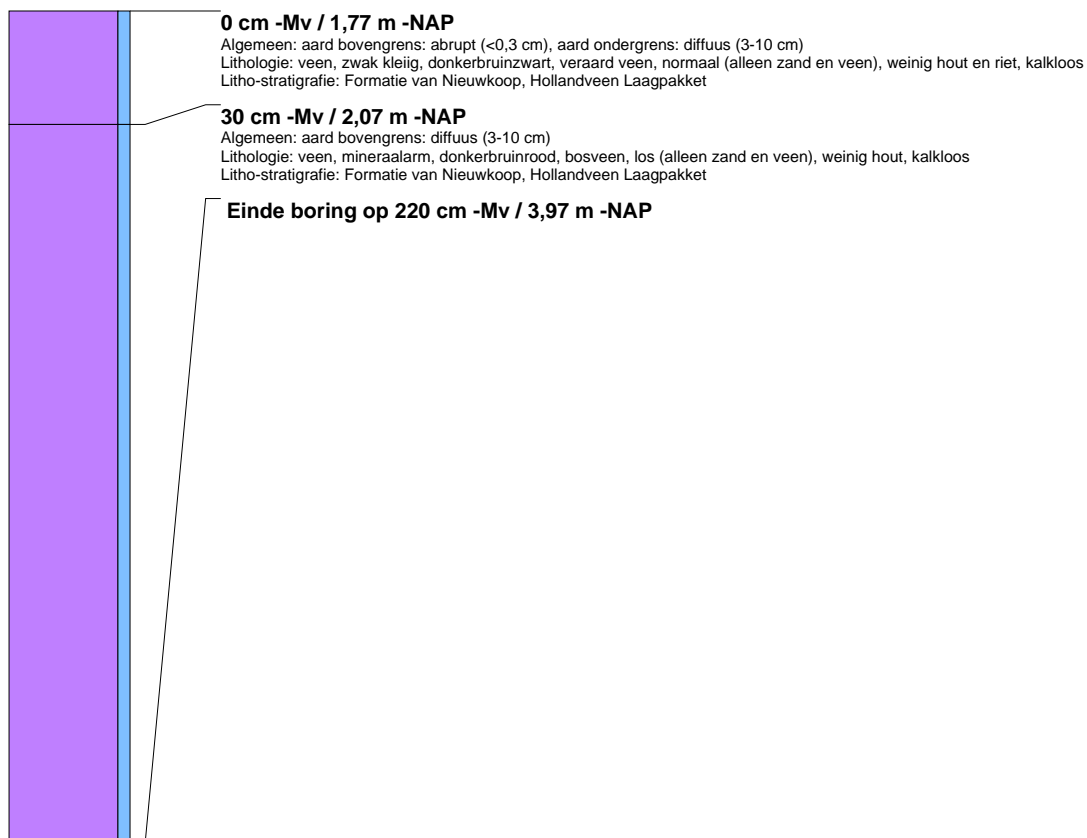 0 cm -Mv / 1,77 m -NAP
Algemeen: aard bovengrens: abrupt (<0,3 cm), aard ondergrens: diffuus (3-10 cm)
Lithologie: veen, zwak kleiig, donkerbruinzwart, veraard veen, normaal (alleen zand en veen), weinig hout en riet, kalkloos
Litho-stratigrafie: Formatie van Nieuwkoop, Hollandveen Laagpakket
30 cm -Mv / 2,07 m -NAP
Algemeen: aard bovengrens: diffuus (3-10 cm)
Lithologie: veen, mineraalarm, donkerbruinrood, bosveen, los (alleen zand en veen), weinig hout, kalkloos
Litho-stratigrafie: Formatie van Nieuwkoop, Hollandveen Laagpakket
Einde boring op 220 cm -Mv / 3,97 m -NAP